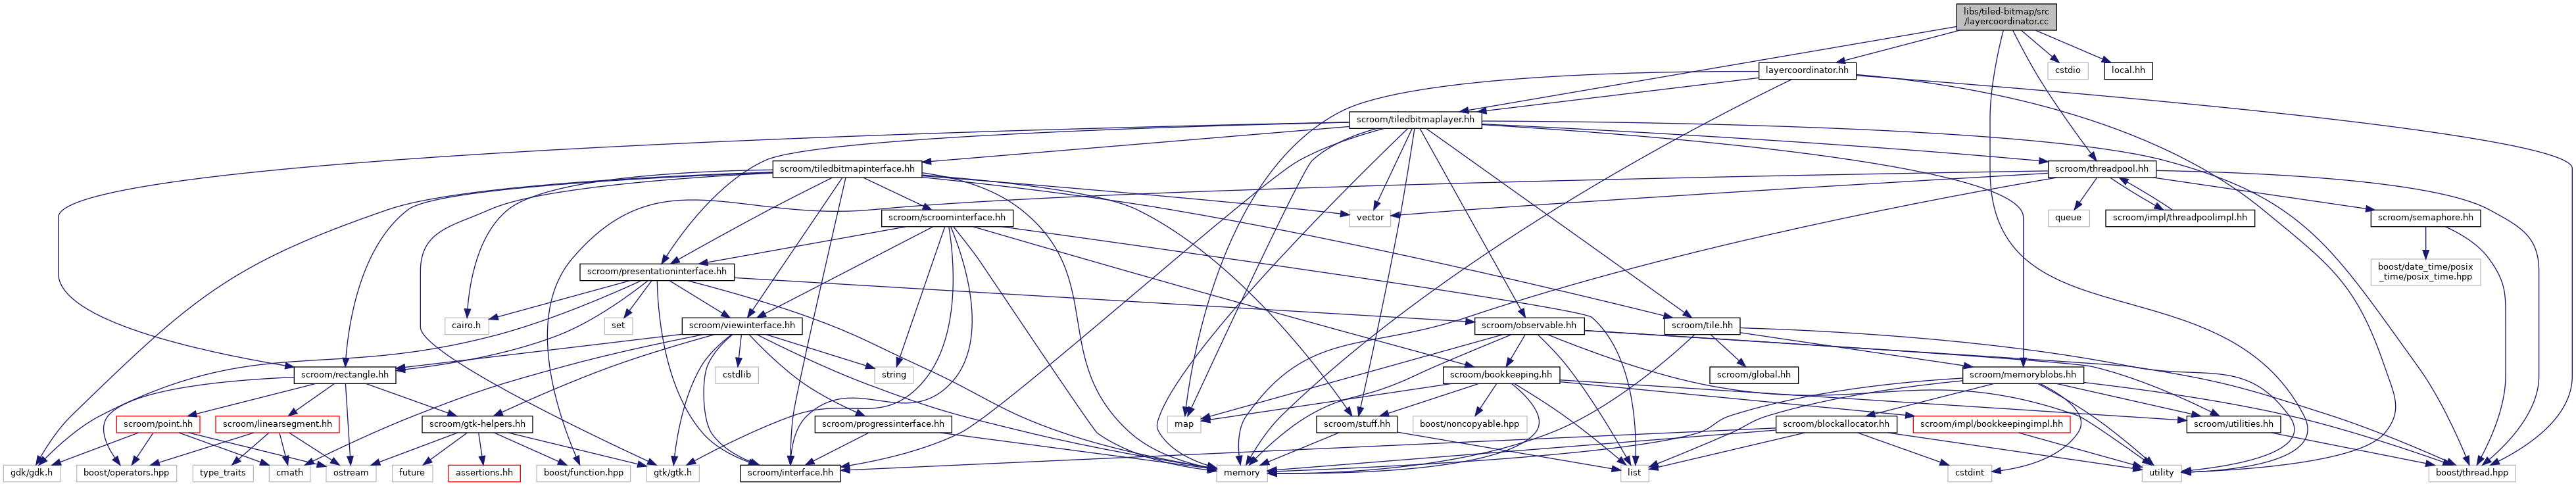 libs/tiled-bitmap/src
/layercoordinator.cc
layercoordinator.hh
cstdio
local.hh
scroom/tiledbitmaplayer.hh
scroom/tiledbitmapinterface.hh
scroom/threadpool.hh
scroom/scroominterface.hh
vector
queue
scroom/impl/threadpoolimpl.hh
scroom/semaphore.hh
scroom/presentationinterface.hh
boost/date_time/posix
_time/posix_time.hpp
cairo.h
set
scroom/viewinterface.hh
scroom/observable.hh
scroom/tile.hh
scroom/rectangle.hh
cstdlib
string
scroom/bookkeeping.hh
scroom/global.hh
scroom/memoryblobs.hh
scroom/point.hh
scroom/linearsegment.hh
scroom/gtk-helpers.hh
scroom/progressinterface.hh
map
scroom/stuff.hh
boost/noncopyable.hpp
scroom/blockallocator.hh
scroom/impl/bookkeepingimpl.hh
scroom/utilities.hh
gdk/gdk.h
boost/operators.hpp
type_traits
cmath
ostream
future
assertions.hh
boost/function.hpp
gtk/gtk.h
scroom/interface.hh
memory
list
cstdint
utility
boost/thread.hpp